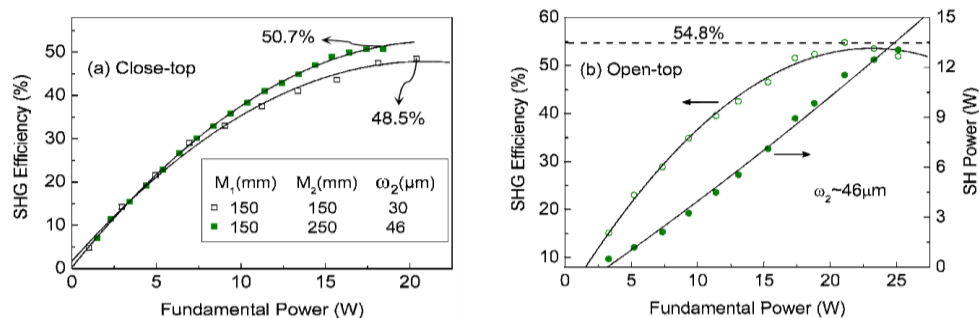 60
50
40
30
20
10
0
SHG Efficiency (%)
50.7%
(a) Close-top
48.5%
M1(mm) M2(mm) ω2(µm)
150 150 30
150 250 46
0 5 10 15 20
Fundamental Power (W)
60
50
40
30
20
10
SHG Efficiency (%)
54.8%
(b) Open-top
ω2~46µm
15
12
9
6
3
0
SH Power (W)
0 5 10 15 20 25
Fundamental Power (W)